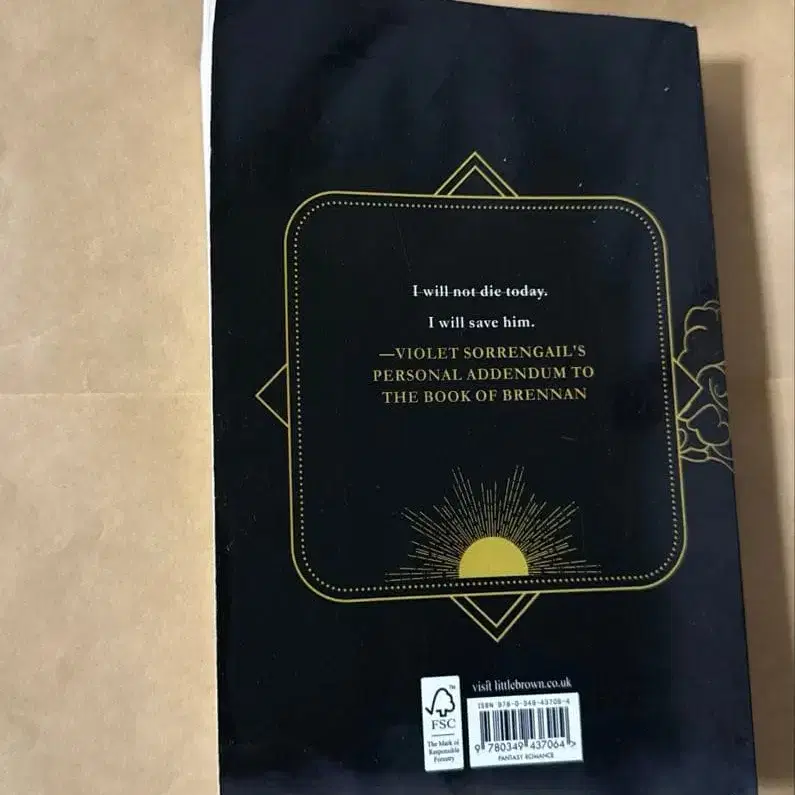 I will not die today.
I will save him.
—VIOLET SORRENGAIL'S
PERSONAL ADDENDUM TO
THE BOOK OF BRENNAN
visit littlebrown.co.uk
ISBN 978-0-349-43706-4
9 780349 437064 >
FANTASY ROMANCE
FSC
™
The Mark of
Responsible
Forestry